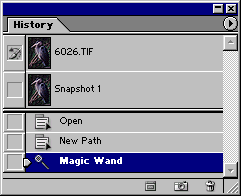 History
6026.TIF
Snapshot 1
Open
New Path
Magic Wand